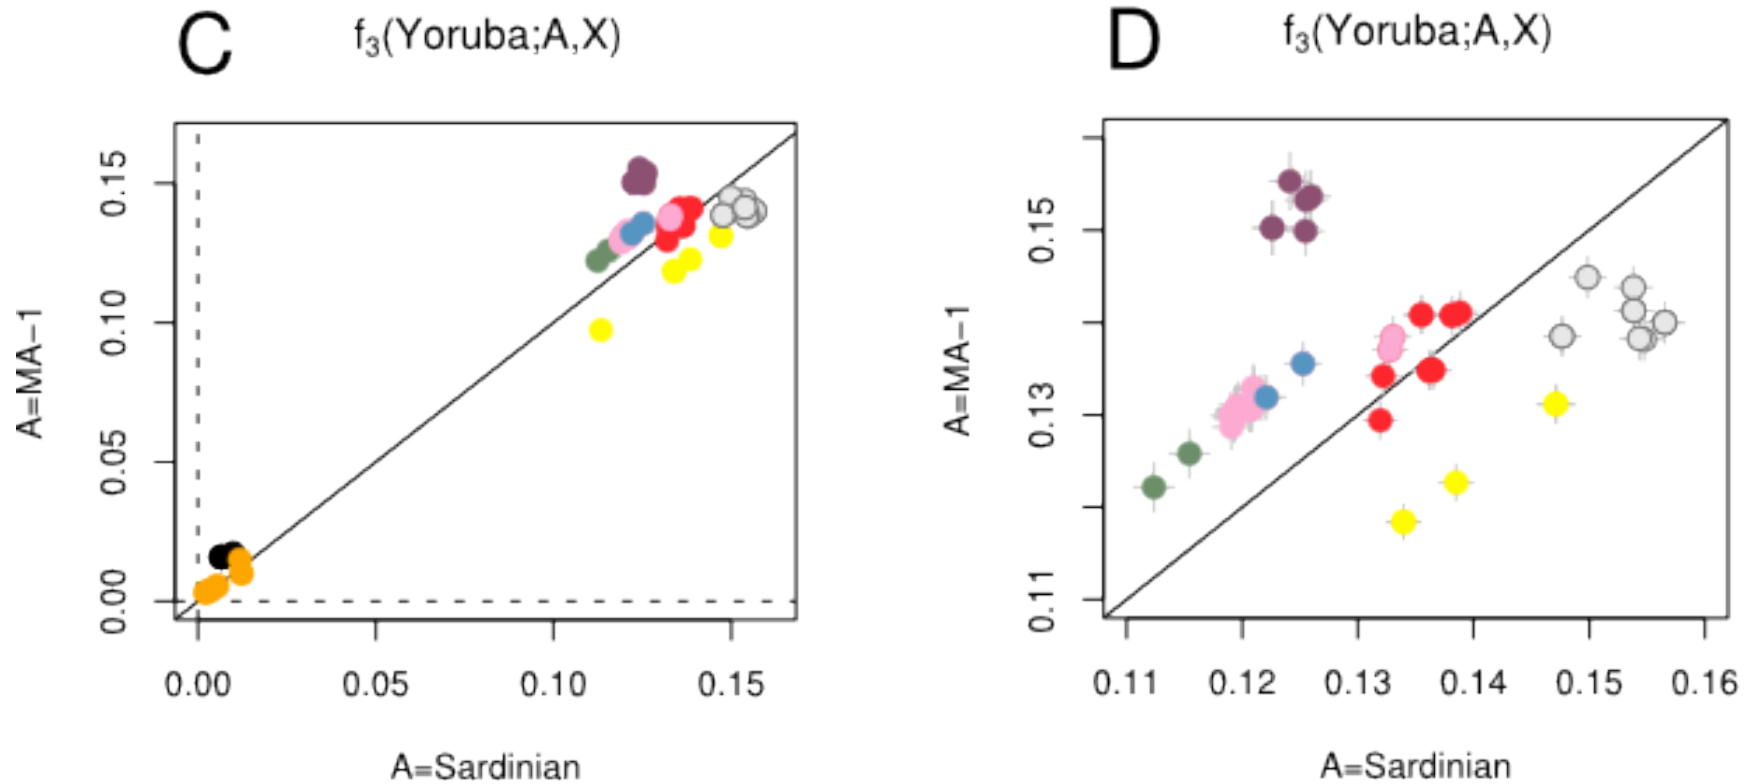 C
f₃(Yoruba;A,X)
A=MA−1
0.15
0.10
0.05
0.00
0.00 0.05 0.10 0.15
A=Sardinian
D
f₃(Yoruba;A,X)
A=MA−1
0.15
0.13
0.11
0.11 0.12 0.13 0.14 0.15 0.16
A=Sardinian